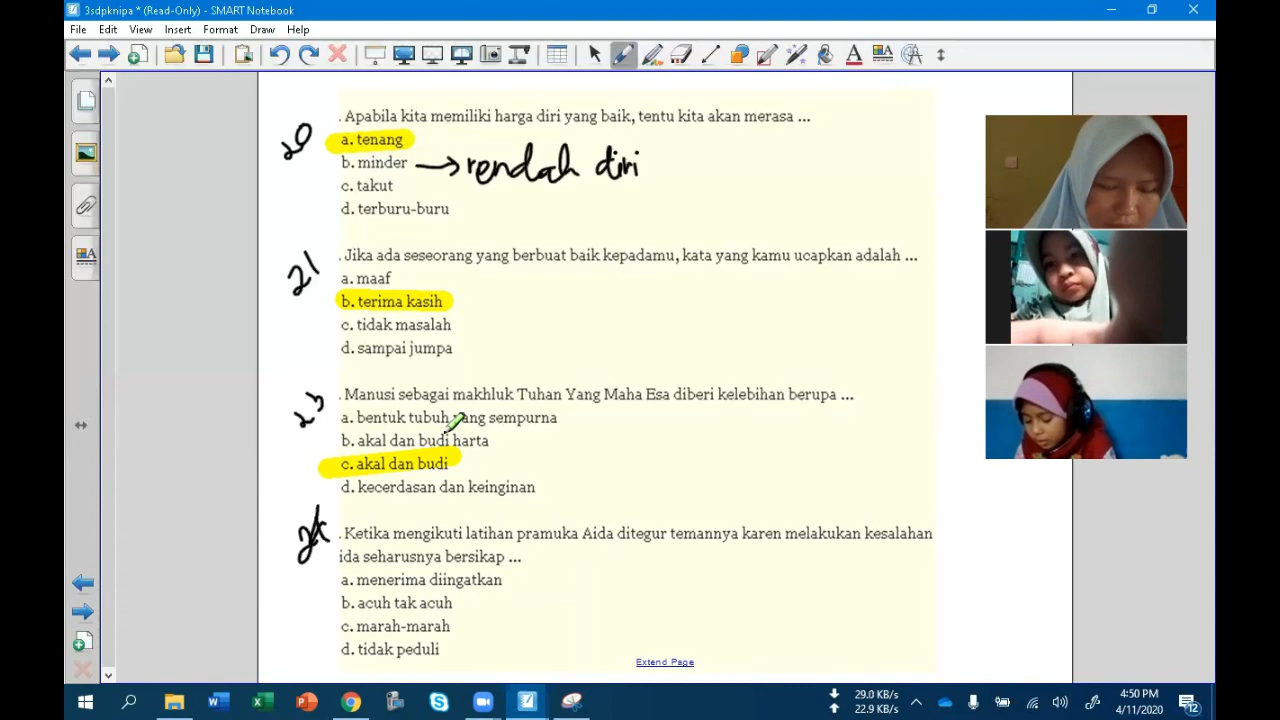 3sdpknipa * (Read-Only) - SMART Notebook
File Edit View Insert Format Draw Help
20 . Apabila kita memiliki harga diri yang baik, tentu kita akan merasa ...
a. tenang
b. minder → rendah diri
c. takut
d. terburu-buru
21 . Jika ada seseorang yang berbuat baik kepadamu, kata yang kamu ucapkan adalah ...
a. maaf
b. terima kasih
c. tidak masalah
d. sampai jumpa
23 . Manusi sebagai makhluk Tuhan Yang Maha Esa diberi kelebihan berupa ...
a. bentuk tubuh yang sempurna
b. akal dan budi harta
c. akal dan budi
d. kecerdasan dan keinginan
. Ketika mengikuti latihan pramuka Aida ditegur temannya karen melakukan kesalahan
ida seharusnya bersikap ...
a. menerima diingatkan
b. acuh tak acuh
c. marah-marah
d. tidak peduli
Extend Page
29.0 KB/s
22.9 KB/s
4:50 PM
4/11/2020
12